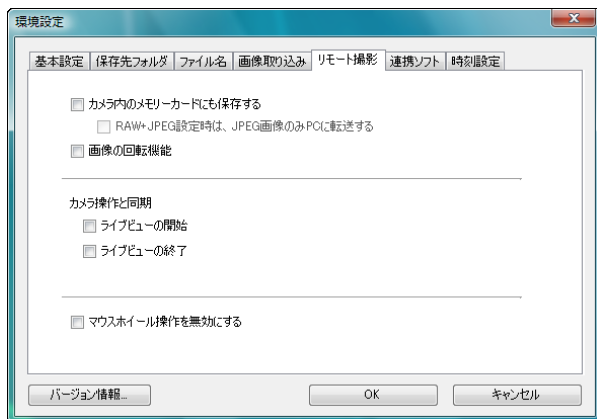 環境設定
基本設定 保存先フォルダ ファイル名 画像取り込み リモート撮影 連携ソフト 時刻設定
カメラ内のメモリーカードにも保存する
RAW+JPEG設定時は、JPEG画像のみPCに転送する
画像の回転機能
カメラ操作と同期
ライブビューの開始
ライブビューの終了
マウスホイール操作を無効にする
バージョン情報... OK キャンセル